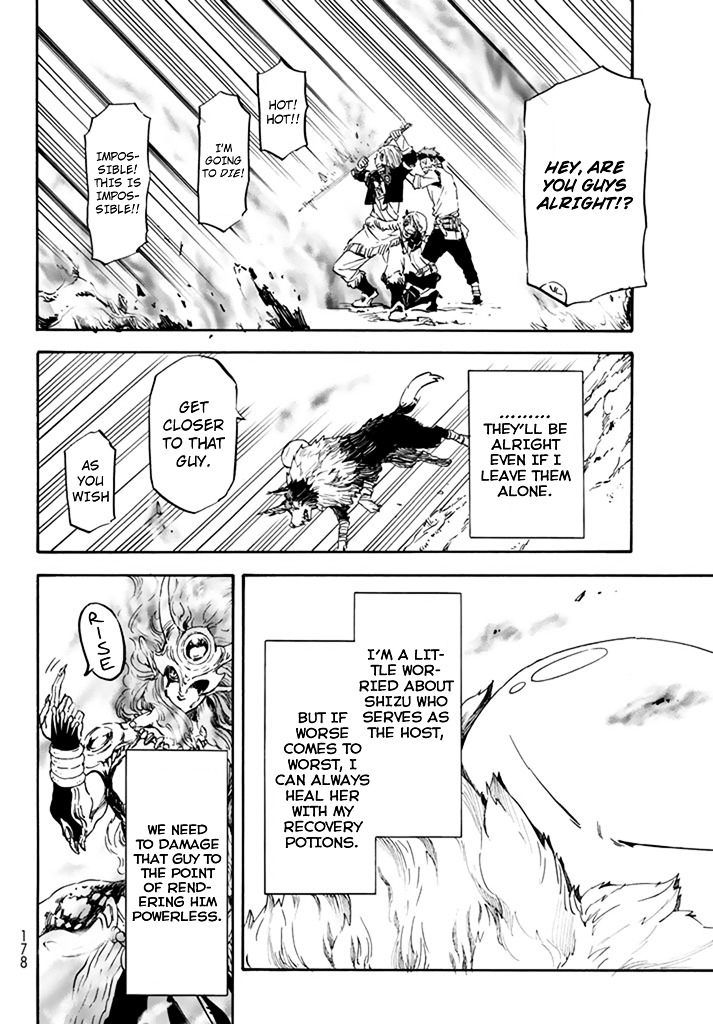 HEY, ARE
YOU GUYS
ALRIGHT!?
HOT!
HOT!!
I'M
GOING
TO DIE!
IMPOS-
SIBLE!
THIS IS
IMPOS-
SIBLE!!
.........
THEY'LL BE
ALRIGHT
EVEN IF I
LEAVE THEM
ALONE.
GET
CLOSER
TO THAT
GUY.
AS
YOU
WISH
I'M A LIT-
TLE WOR-
RIED ABOUT
SHIZU WHO
SERVES AS
THE HOST,
BUT IF
WORSE
COMES TO
WORST, I
CAN ALWAYS
HEAL HER
WITH MY
RECOVERY
POTIONS.
RISE
WE NEED
TO DAMAGE
THAT GUY TO
THE POINT
OF REND-
ERING HIM
POWERLESS.
178